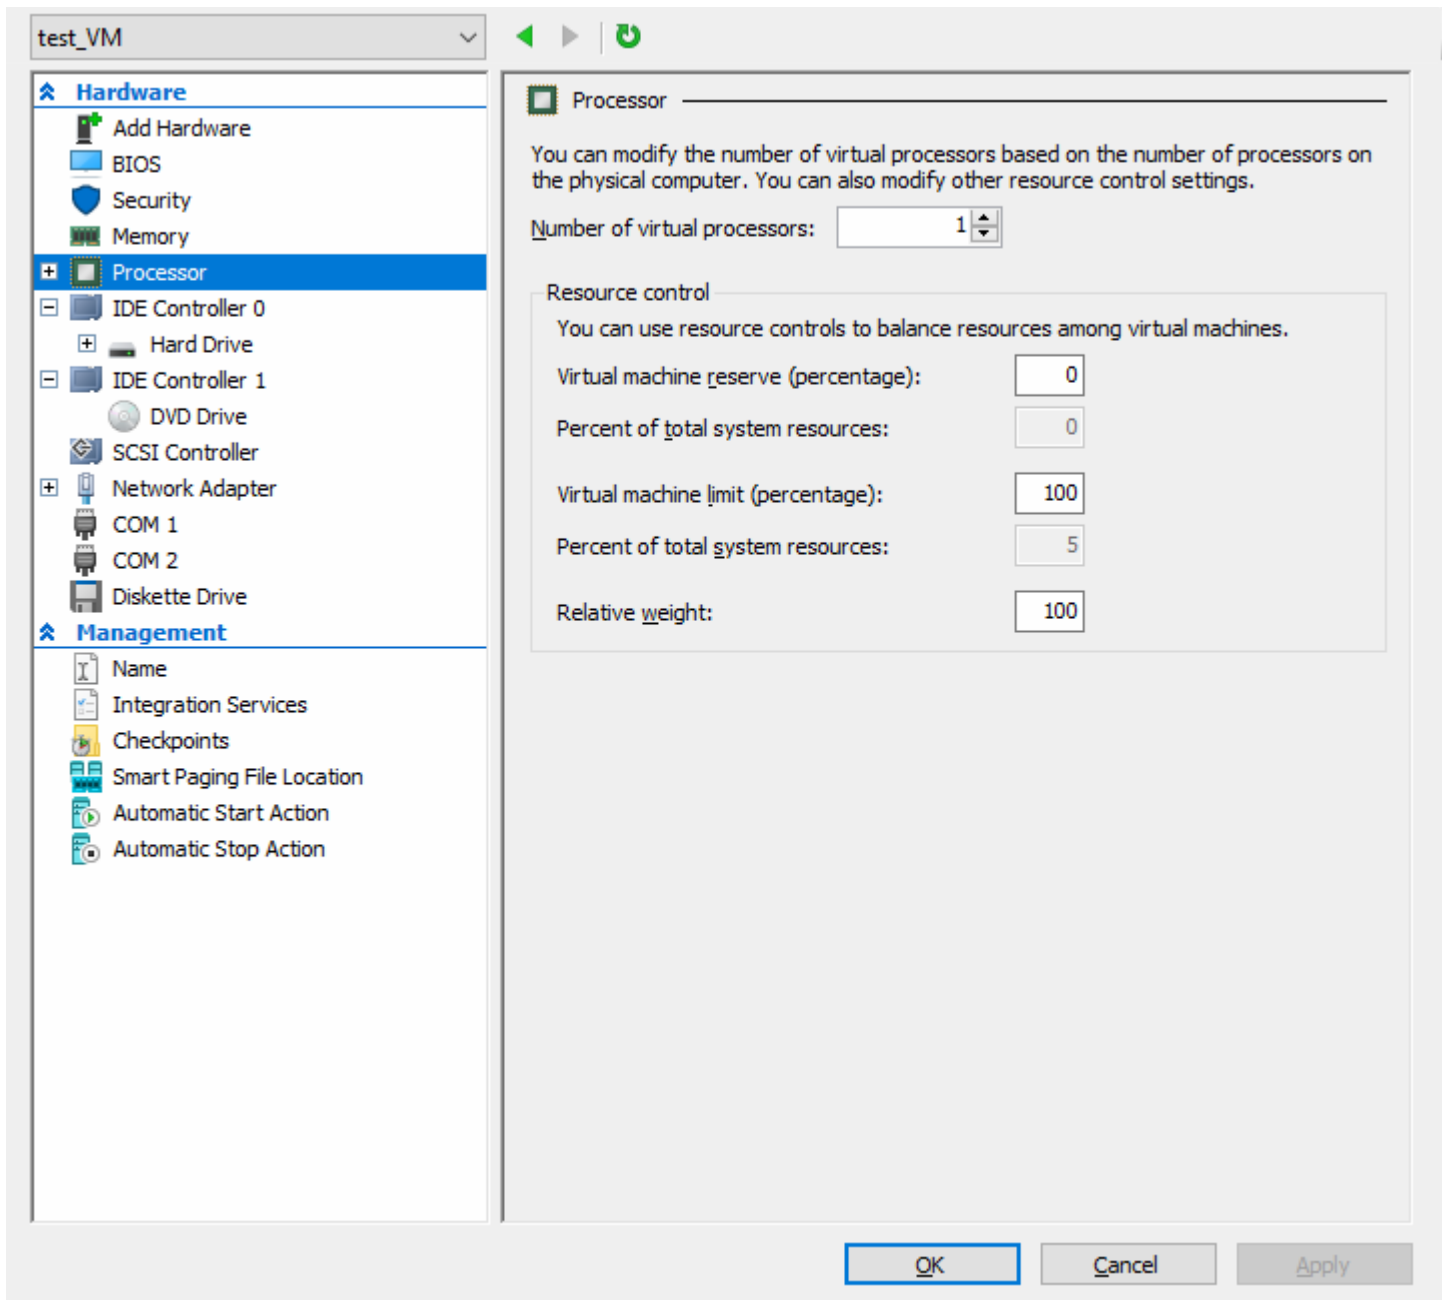 test_VM
Hardware
Add Hardware
BIOS
Security
Memory
Processor
IDE Controller 0
Hard Drive
IDE Controller 1
DVD Drive
SCSI Controller
Network Adapter
COM 1
COM 2
Diskette Drive
Management
Name
Integration Services
Checkpoints
Smart Paging File Location
Automatic Start Action
Automatic Stop Action
Processor
You can modify the number of virtual processors based on the number of processors on
the physical computer. You can also modify other resource control settings.
Number of virtual processors: 1
Resource control
You can use resource controls to balance resources among virtual machines.
Virtual machine reserve (percentage): 0
Percent of total system resources: 0
Virtual machine limit (percentage): 100
Percent of total system resources: 5
Relative weight: 100
OK Cancel Apply